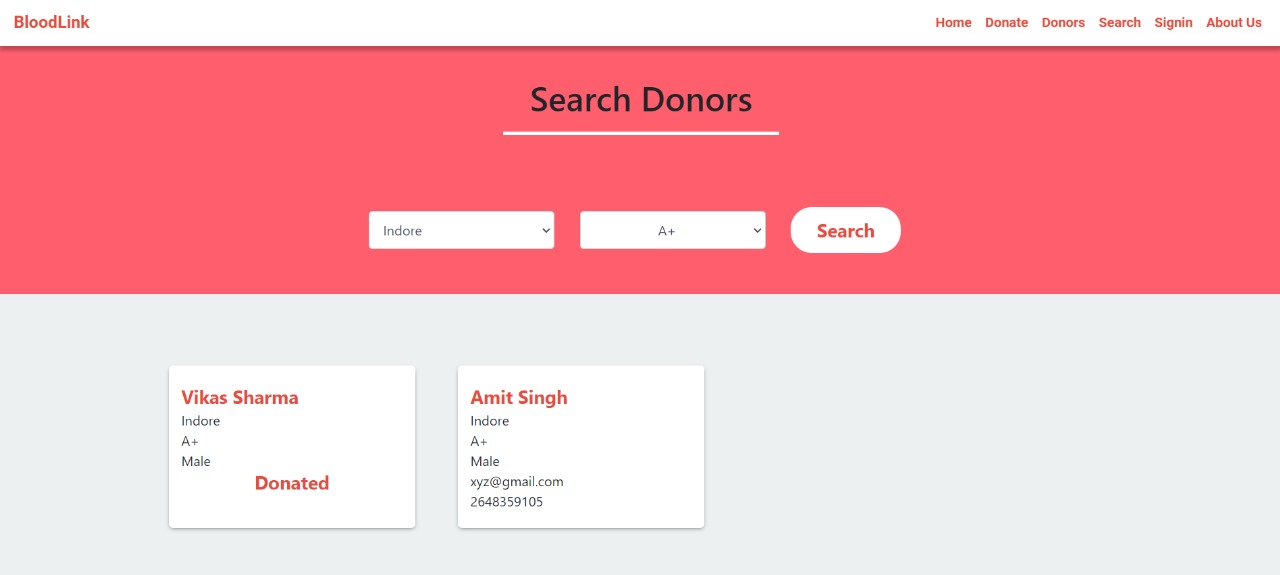 BloodLink
Home Donate Donors Search Signin About Us
Search Donors
Indore A+ Search
Vikas Sharma
Indore
A+
Male
Donated
Amit Singh
Indore
A+
Male
xyz@gmail.com
2648359105